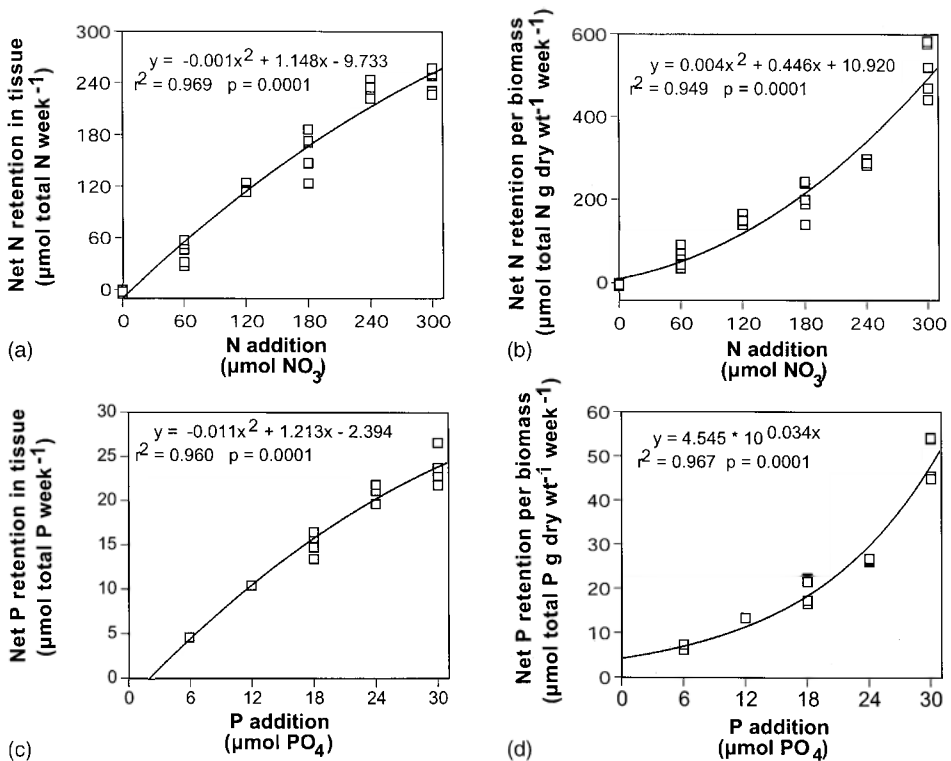 Net N retention in tissue
(µmol total N week⁻¹)
300
240
180
120
60
0
y = -0.001x² + 1.148x - 9.733
r² = 0.969 p = 0.0001
0 60 120 180 240 300
N addition
(µmol NO₃)
(a)
Net N retention per biomass
(µmol total N g dry wt⁻¹ week⁻¹)
600
400
200
0
y = 0.004x² + 0.446x + 10.920
r² = 0.949 p = 0.0001
0 60 120 180 240 300
N addition
(µmol NO₃)
(b)
Net P retention in tissue
(µmol total P week⁻¹)
30
25
20
15
10
5
0
y = -0.011x² + 1.213x - 2.394
r² = 0.960 p = 0.0001
0 6 12 18 24 30
P addition
(µmol PO₄)
(c)
Net P retention per biomass
(µmol total P g dry wt⁻¹ week⁻¹)
60
50
40
30
20
10
0
y = 4.545 * 10^0.034x
r² = 0.967 p = 0.0001
0 6 12 18 24 30
P addition
(µmol PO₄)
(d)